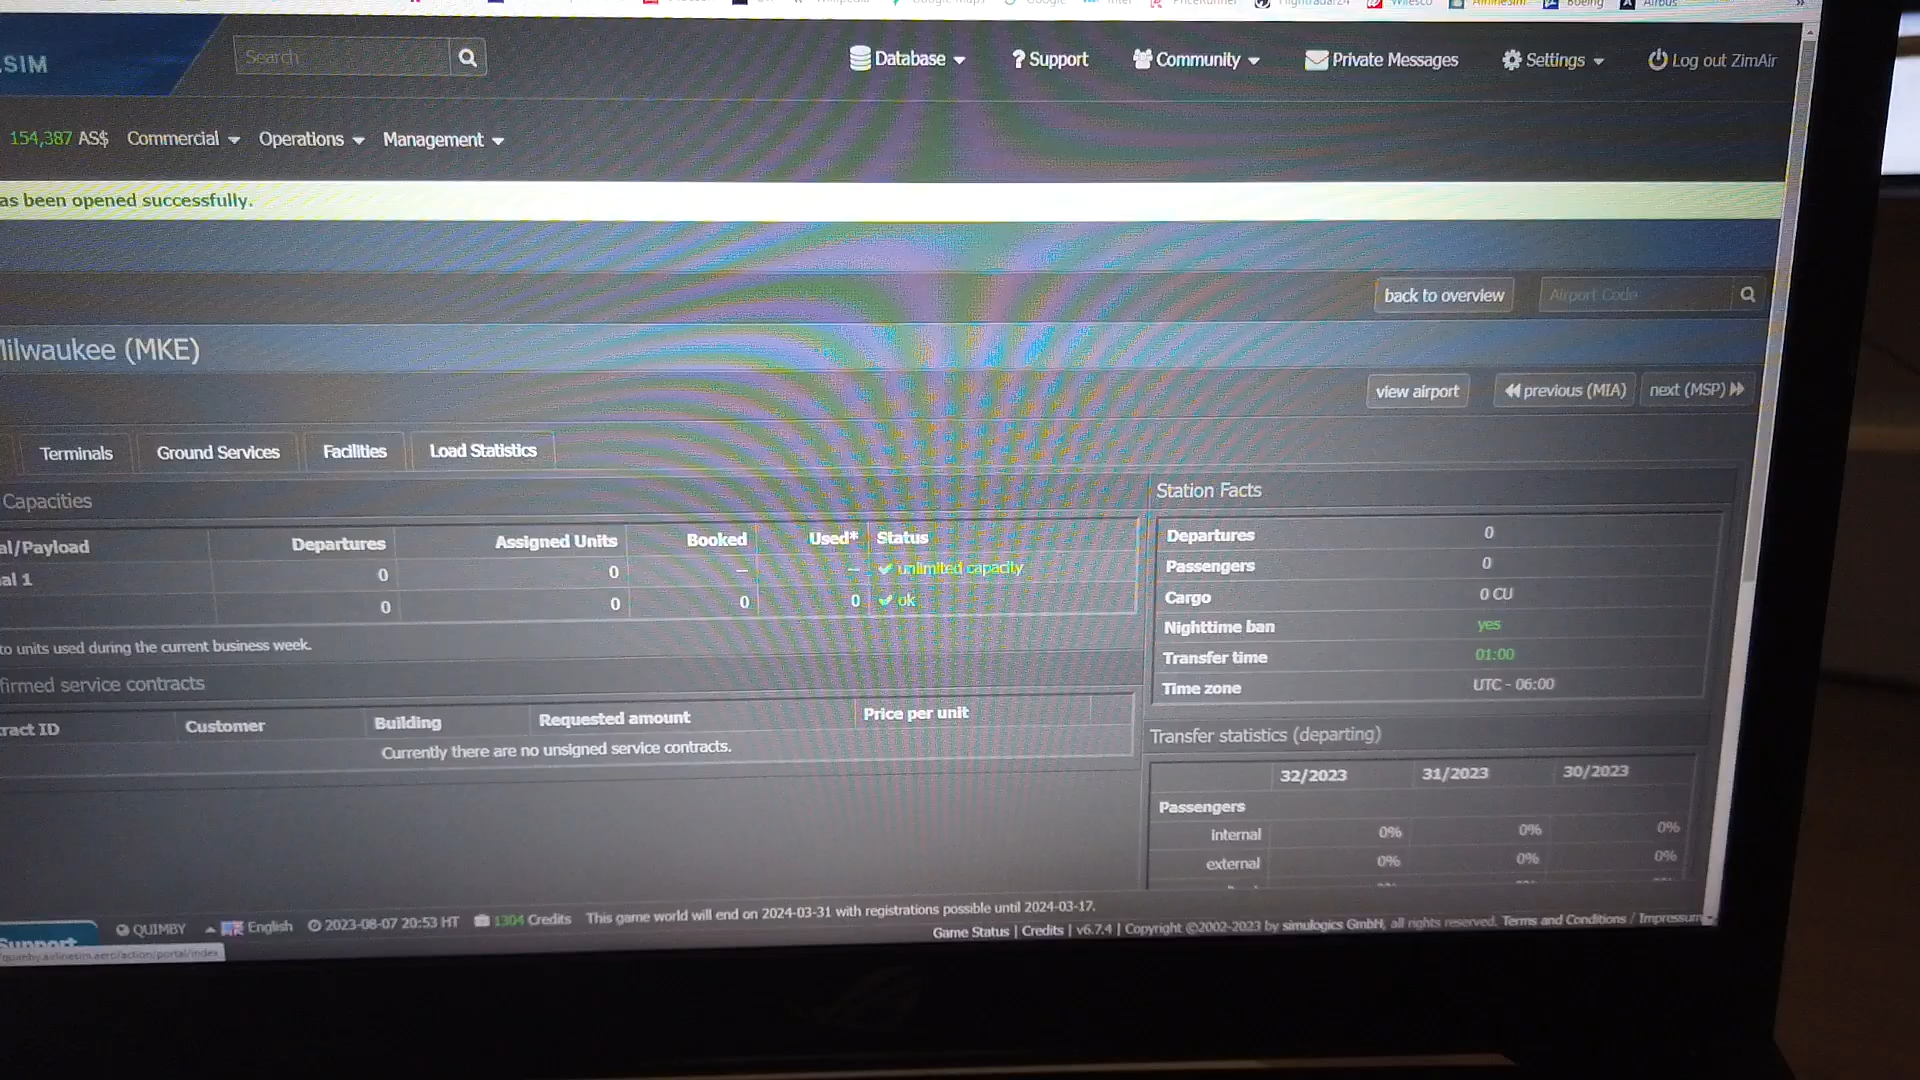 SIM
Search
Database
? Support
Community
Private Messages
Settings
Log out ZimAir
154,387 AS$
Commercial
Operations
Management
as been opened successfully.
back to overview
Airport Code
ilwaukee (MKE)
view airport
previous (MIA)
next (MSP)
Terminals
Ground Services
Facilities
Load Statistics
Capacities
al/Payload Departures Assigned Units Booked Used* Status
al 1 0 0 – – unlimited capacity
0 0 0 0 ok
to units used during the current business week.
firmed service contracts
ract ID Customer Building Requested amount Price per unit
Currently there are no unsigned service contracts.
Station Facts
Departures 0
Passengers 0
Cargo 0 CU
Nighttime ban yes
Transfer time 01:00
Time zone UTC - 06:00
Transfer statistics (departing)
32/2023 31/2023 30/2023
Passengers
internal 0% 0% 0%
external 0% 0% 0%
Support
QUIMBY
English
2023-08-07 20:53 HT
1304 Credits
This game world will end on 2024-03-31 with registrations possible until 2024-03-17.
Game Status | Credits | v6.7.4 | Copyright ©2002-2023 by simulogics GmbH, all rights reserved. Terms and Conditions / Impressum
quimby.airlinesim.aero/action/portal/index